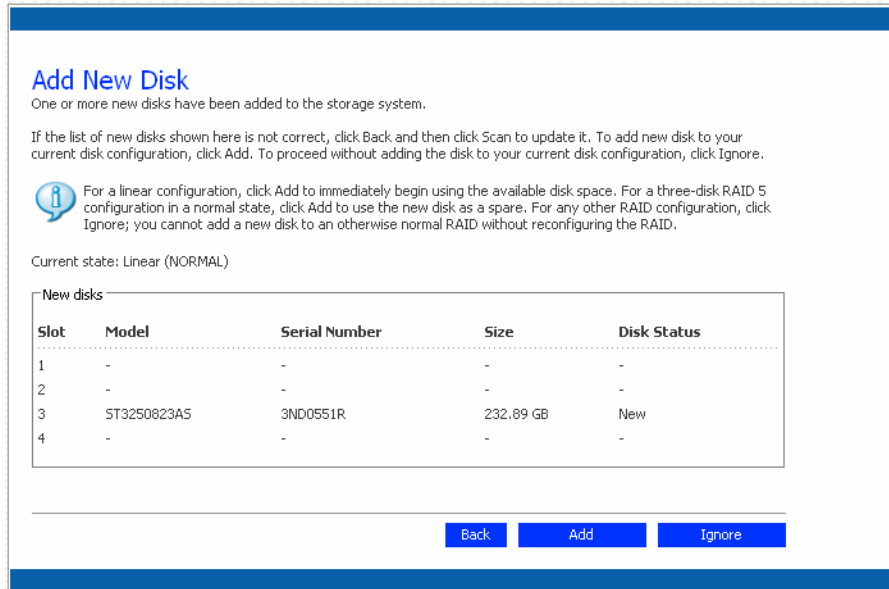 Add New Disk
One or more new disks have been added to the storage system.
If the list of new disks shown here is not correct, click Back and then click Scan to update it. To add new disk to your
current disk configuration, click Add. To proceed without adding the disk to your current disk configuration, click Ignore.
For a linear configuration, click Add to immediately begin using the available disk space. For a three-disk RAID 5
configuration in a normal state, click Add to use the new disk as a spare. For any other RAID configuration, click
Ignore; you cannot add a new disk to an otherwise normal RAID without reconfiguring the RAID.
Current state: Linear (NORMAL)
New disks
Slot Model Serial Number Size Disk Status
1 - - - -
2 - - - -
3 ST3250823AS 3ND0551R 232.89 GB New
4 - - - -
Back Add Ignore